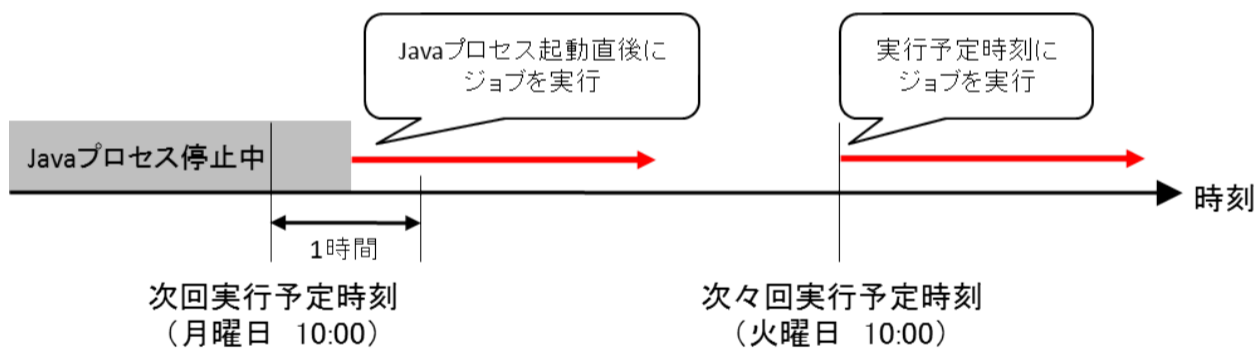 Javaプロセス起動直後に
ジョブを実行
実行予定時刻に
ジョブを実行
Javaプロセス停止中
時刻
1時間
次回実行予定時刻
（月曜日　10:00）
次々回実行予定時刻
（火曜日　10:00）